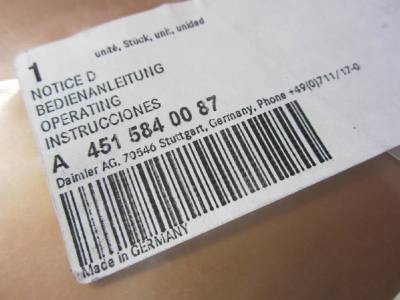 unité, Stück, unit, unidad
1
NOTICE D
BEDIENANLEITUNG
OPERATING
INSTRUCCIONES
A 451 584 00 87
Daimler AG, 70546 Stuttgart, Germany, Phone +49(0)711/17-0
Made in GERMANY